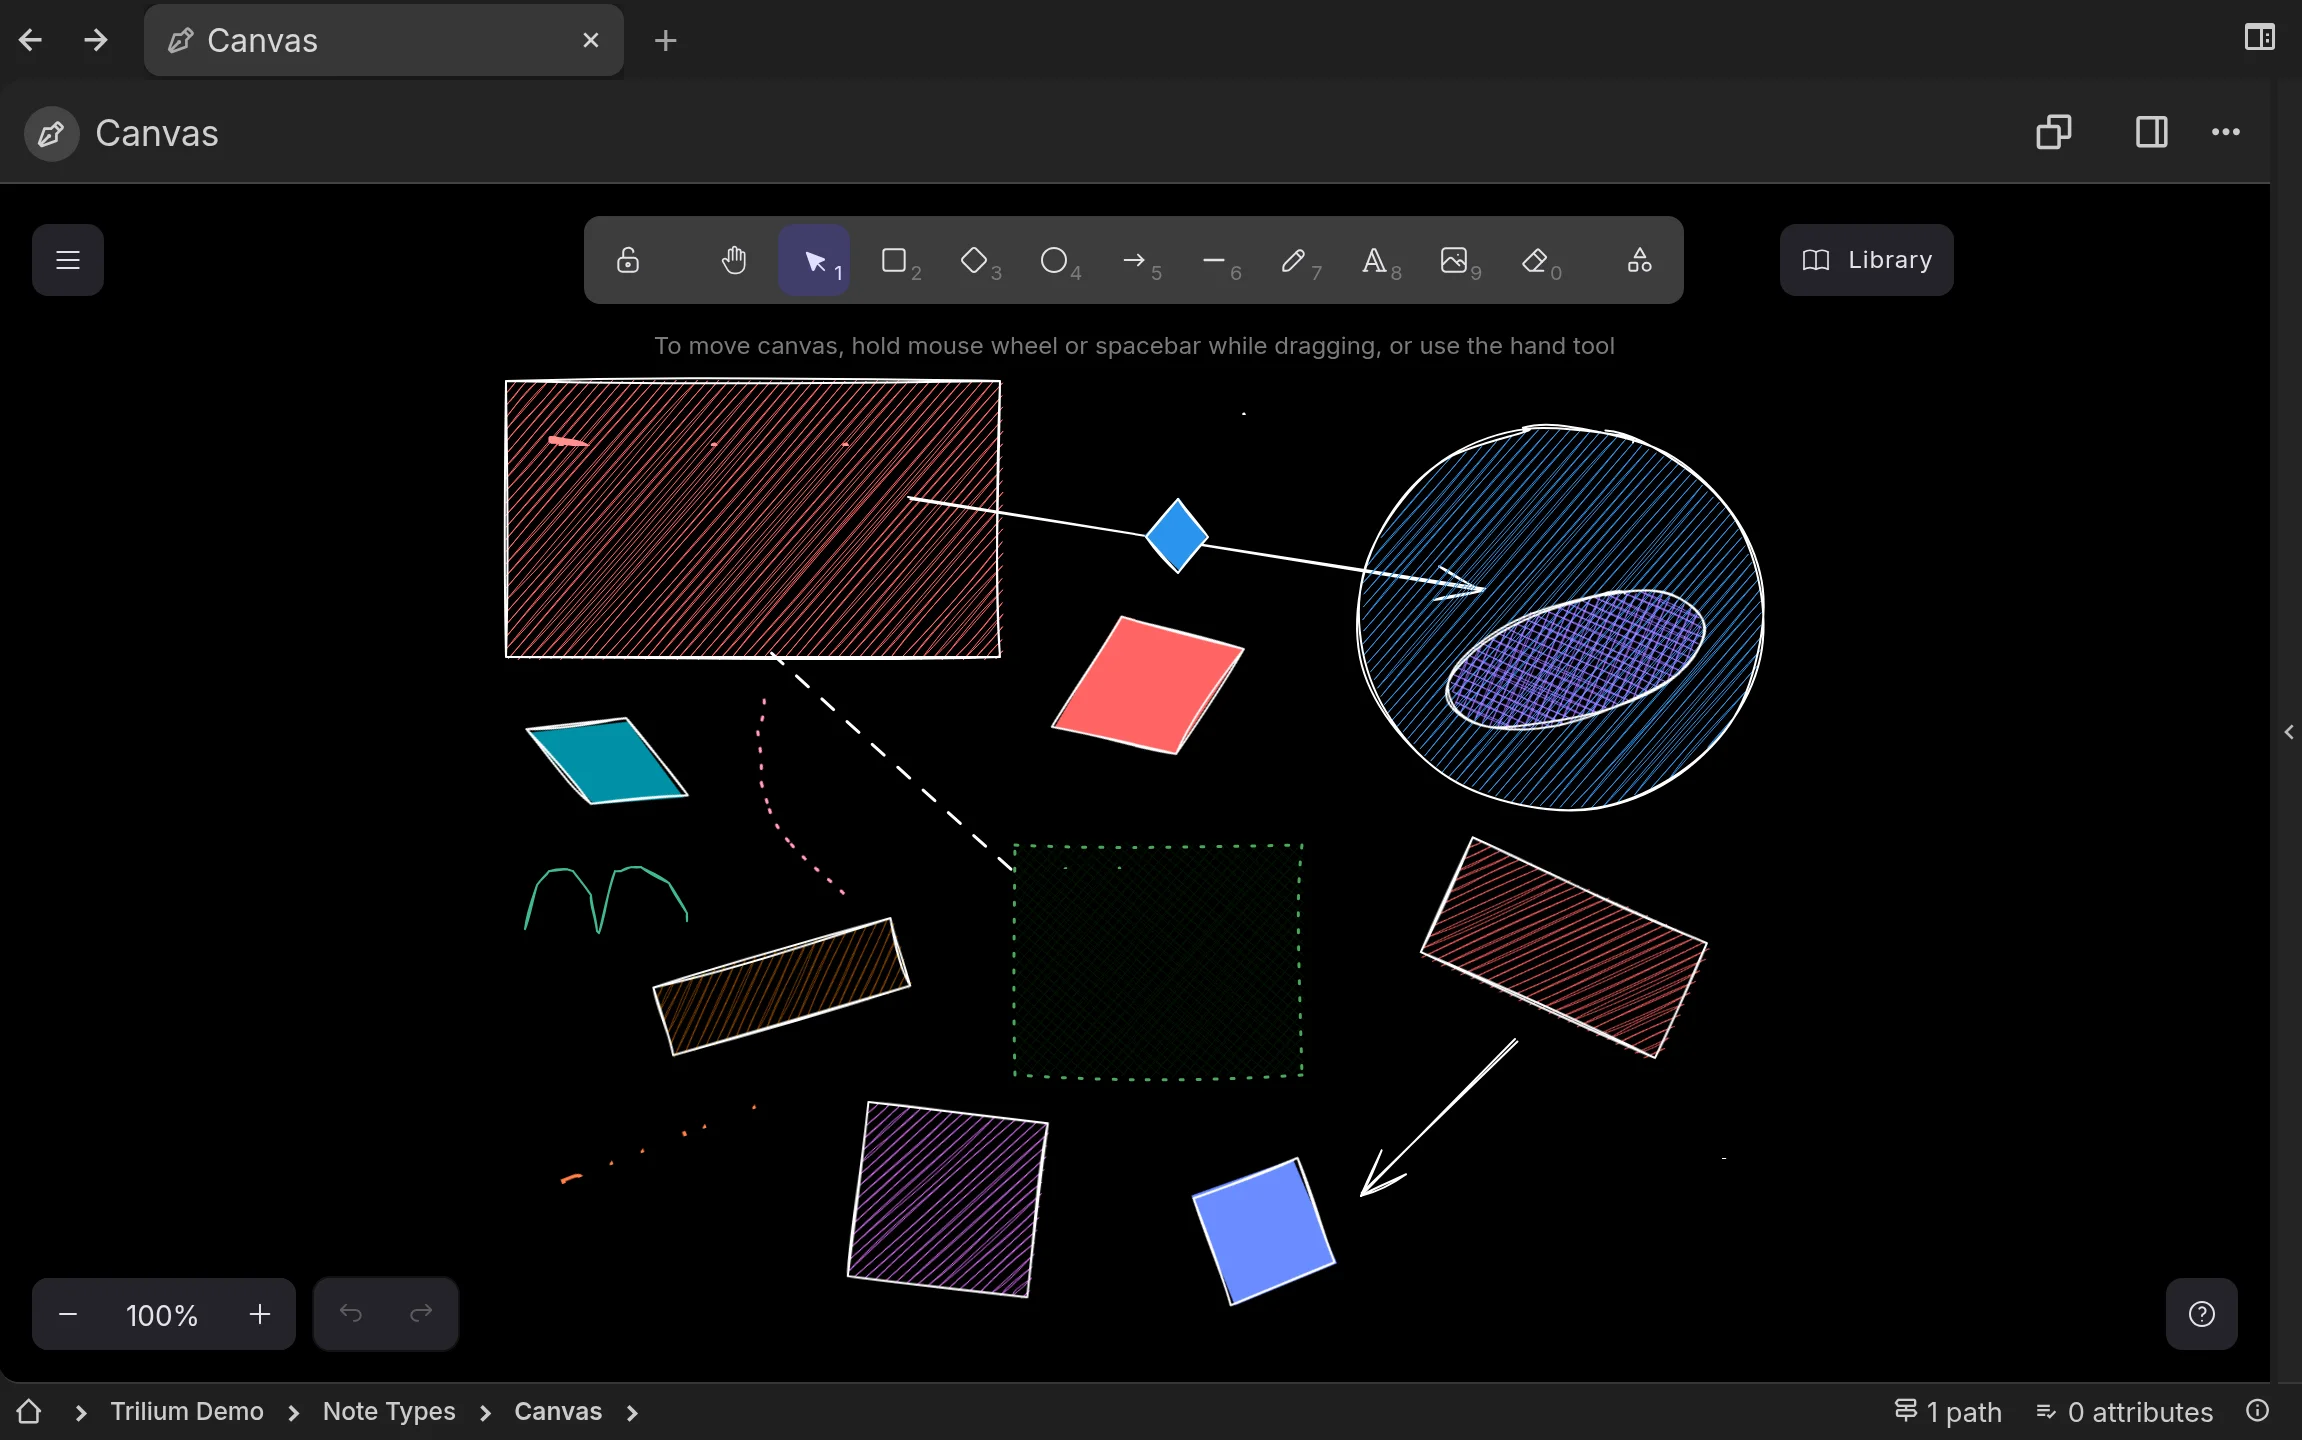 Canvas
Canvas
1 2 3 4 5 6 7 8 9 0
Library
To move canvas, hold mouse wheel or spacebar while dragging, or use the hand tool
100%
Trilium Demo Note Types Canvas
1 path 0 attributes